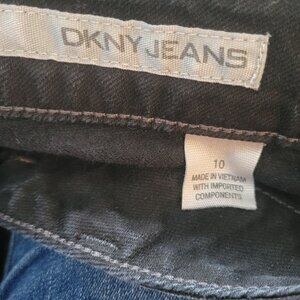 DKNY JEANS
10
MADE IN VIETNAM
WITH IMPORTED
COMPONENTS